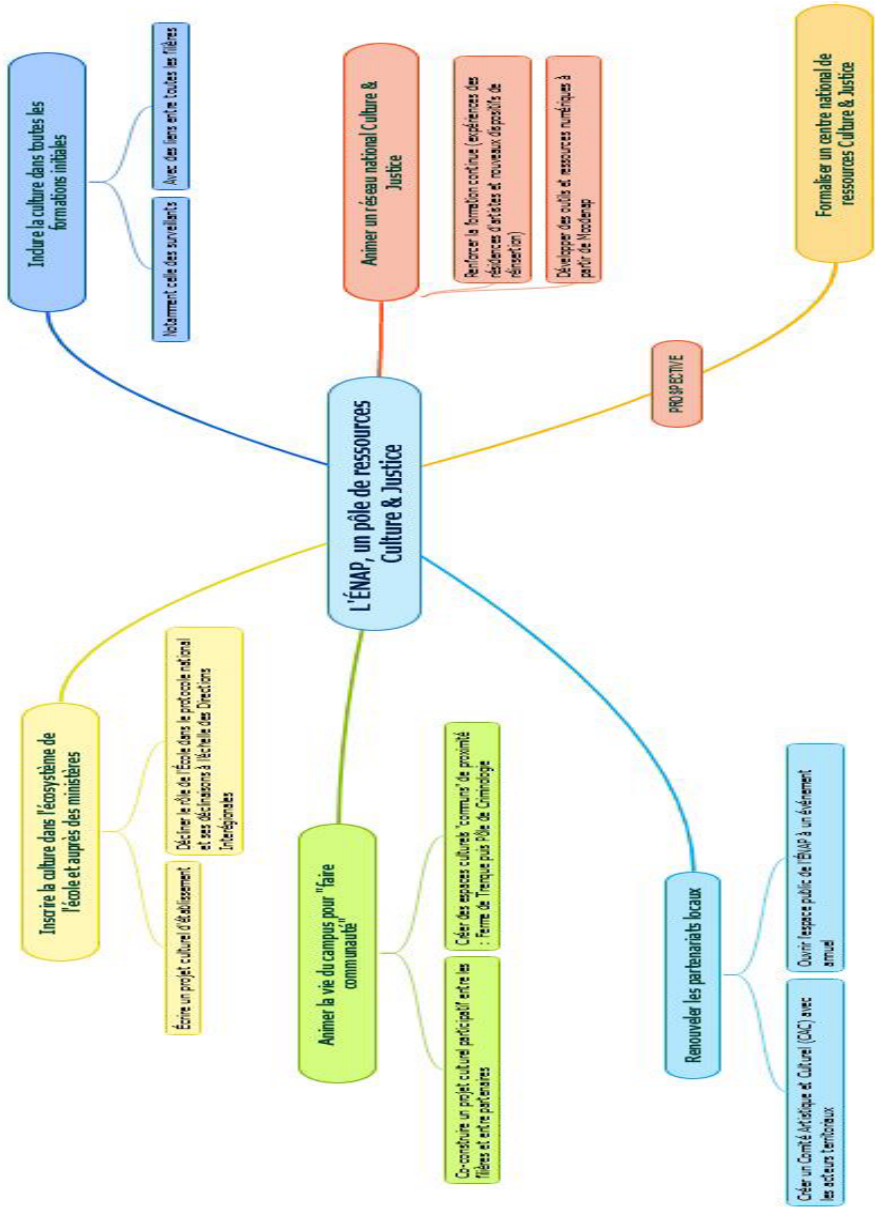 L'ÉNAP, un pôle de ressources
Culture & Justice
Inscrire la culture dans l'écosystème de
l'école et auprès des ministères
Écrire un projet culturel d'établissement
Décliner le rôle de l'École dans le protocole national
et ses déclinaisons à l'échelle des Directions
Interégionales
Inclure la culture dans toutes les
formations initiales
Notamment celle des surveillants
Avec des liens entre toutes les filières
Animer la vie du campus pour "faire
communauté"
Co-construire un projet culturel participatif entre les
filières et entre partenaires
Créer des espaces culturels 'communs' de proximité
: Ferme de Trenque puis Pôle de Criminologie
Animer un réseau national Culture &
Justice
Renforcer la formation continue (expériences des
résidences d'artistes et nouveaux dispositifs de
réinsertion)
Développer des outils et ressources numériques à
partir de Moodenap
Renouveler les partenariats locaux
Créer un Comité Artistique et Culturel (CAC) avec
les acteurs territoriaux
Ouvrir l'espace public de l'ÉNAP à un événement
annuel
PROSPECTIVE
Formaliser un centre national de
ressources Culture & Justice